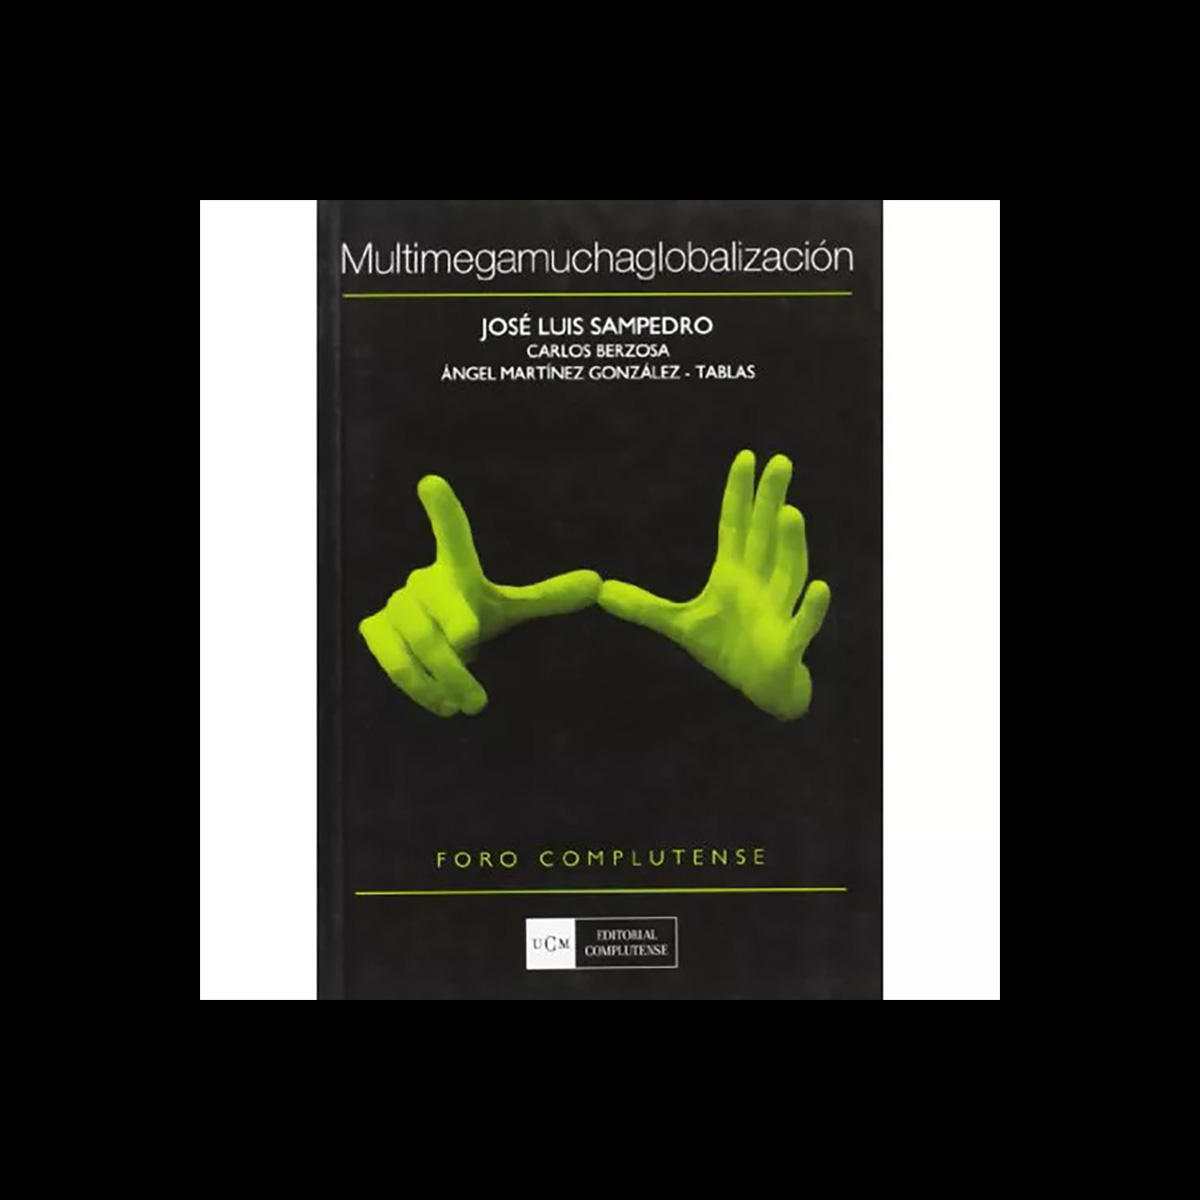 Multimegamuchaglobalización
JOSÉ LUIS SAMPEDRO
CARLOS BERZOSA
ÁNGEL MARTÍNEZ GONZÁLEZ - TABLAS
FORO COMPLUTENSE
UCM
EDITORIAL
COMPLUTENSE